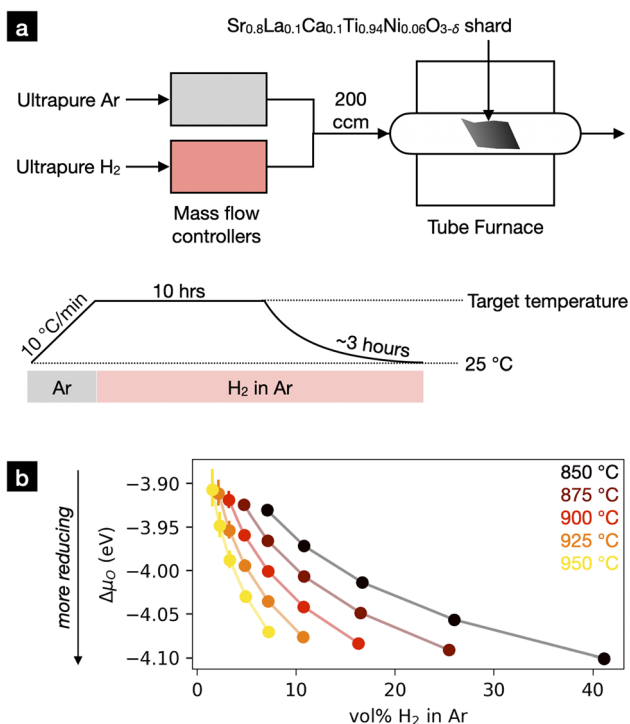 a
Sr₀.₈La₀.₁Ca₀.₁Ti₀.₉₄Ni₀.₀₆O₃₋δ shard
Ultrapure Ar
200
ccm
Ultrapure H₂
Mass flow
controllers
Tube Furnace
10 °C/min
10 hrs
Target temperature
~3 hours
25 °C
Ar
H₂ in Ar
b
more reducing
Δμ_O (eV)
−3.90
−3.95
−4.00
−4.05
−4.10
850 °C
875 °C
900 °C
925 °C
950 °C
0
10
20
30
40
vol% H₂ in Ar